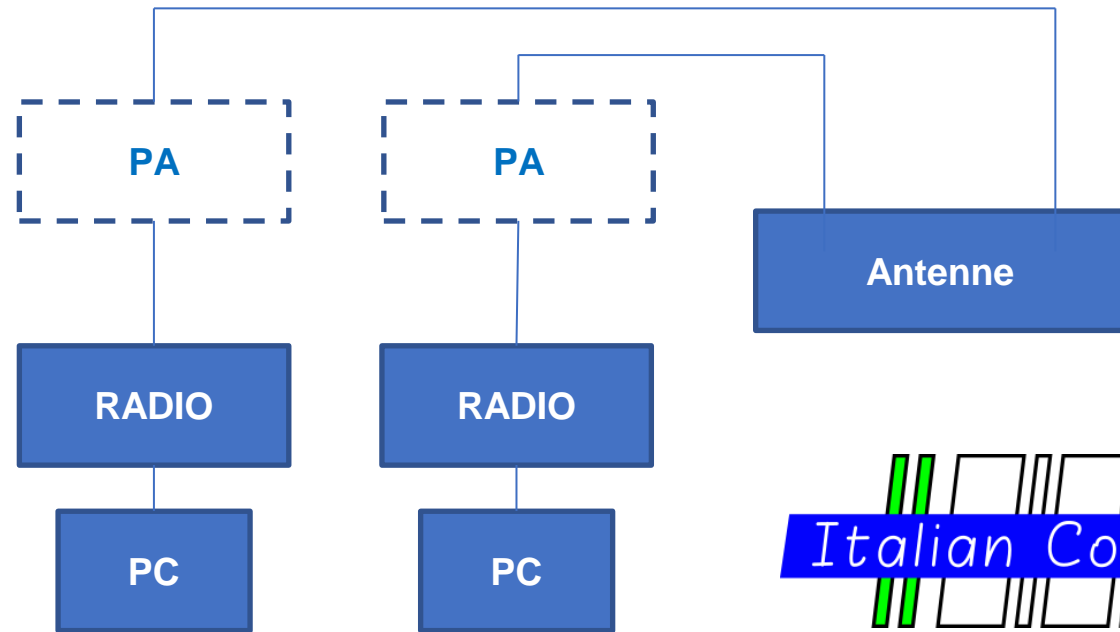 PA
PA
Antenne
RADIO
RADIO
Italian Co
PC
PC